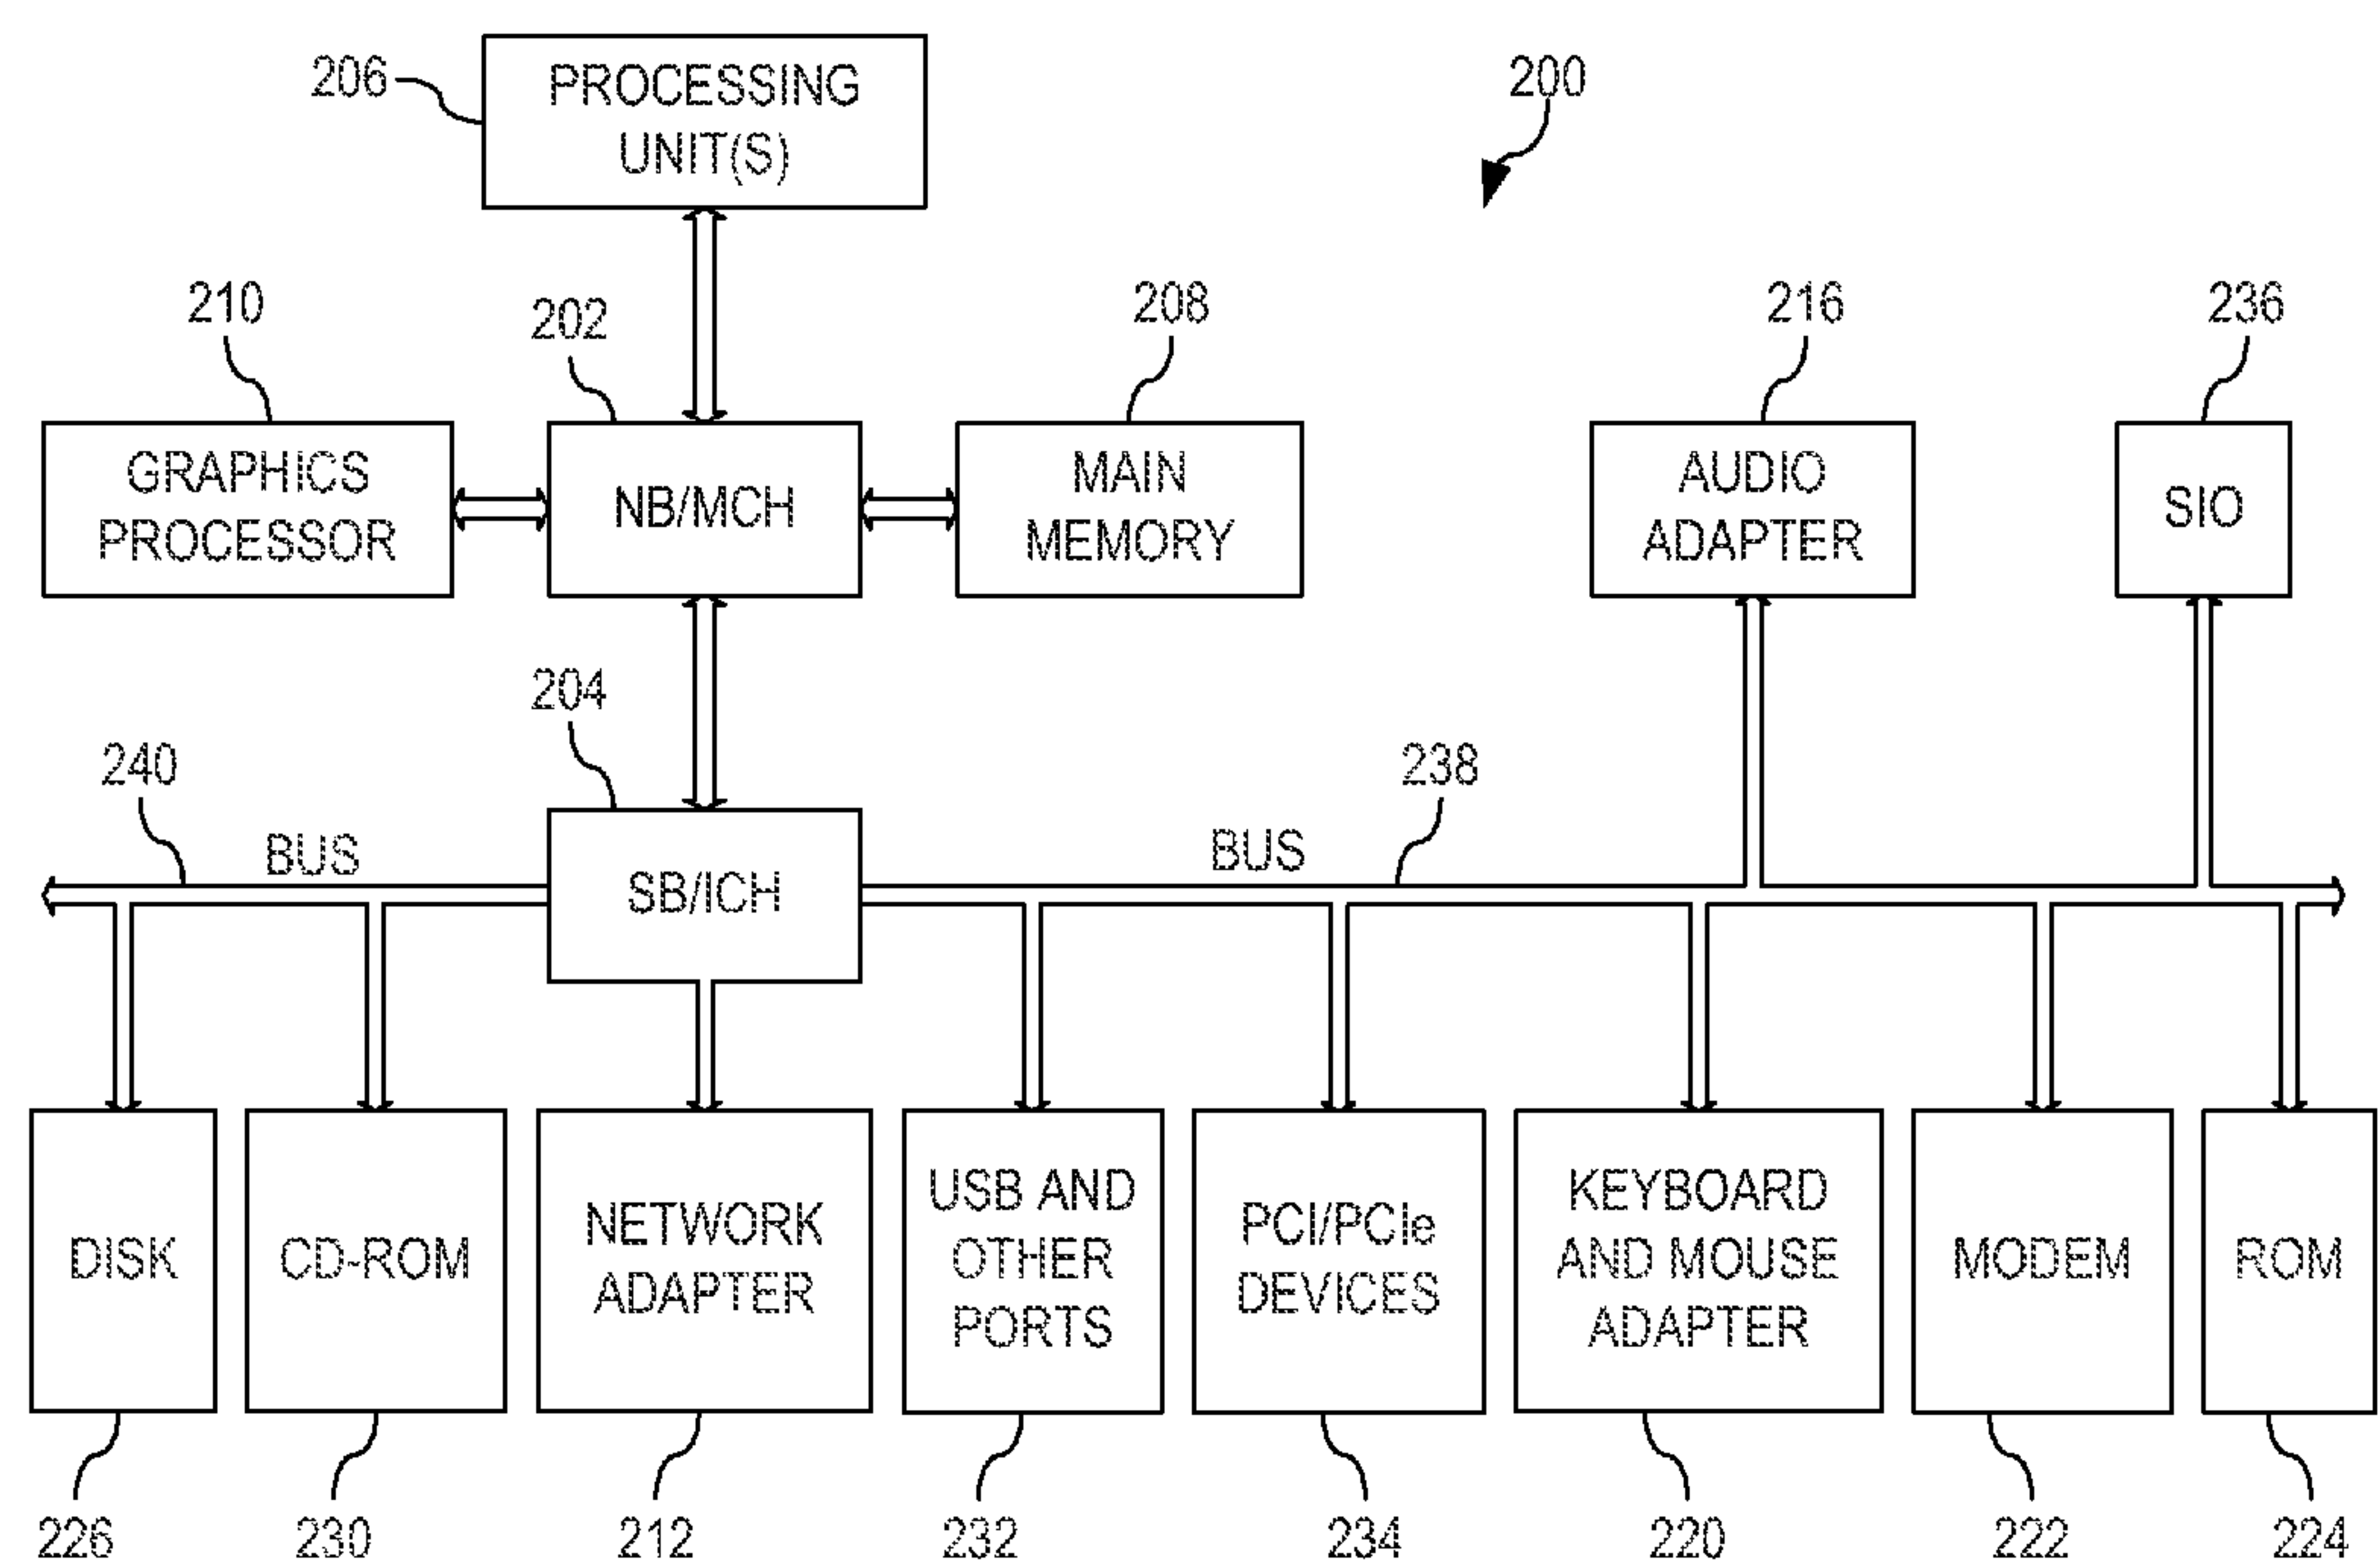 206
PROCESSING
UNIT(S)
200
210
202
208
216
236
GRAPHICS
PROCESSOR
NB/MCH
MAIN
MEMORY
AUDIO
ADAPTER
SIO
204
240
238
BUS
BUS
SB/ICH
DISK
CD-ROM
NETWORK
ADAPTER
USB AND
OTHER
PORTS
PCI/PCIe
DEVICES
KEYBOARD
AND MOUSE
ADAPTER
MODEM
ROM
226
230
212
232
234
220
222
224